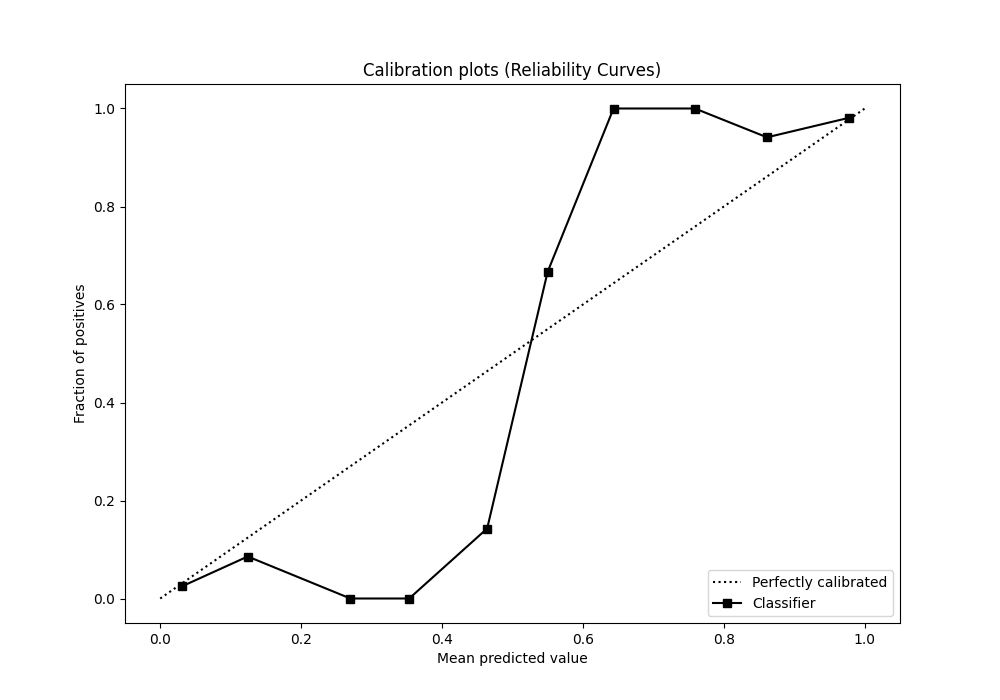 Calibration plots (Reliability Curves)
1.0
0.8
0.6
0.4
0.2
0.0
Fraction of positives
0.0 0.2 0.4 0.6 0.8 1.0
Mean predicted value
Perfectly calibrated
Classifier